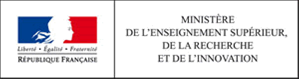 Liberté • Égalité • Fraternité
RÉPUBLIQUE FRANÇAISE
MINISTÈRE
DE L'ENSEIGNEMENT SUPÉRIEUR,
DE LA RECHERCHE
ET DE L'INNOVATION